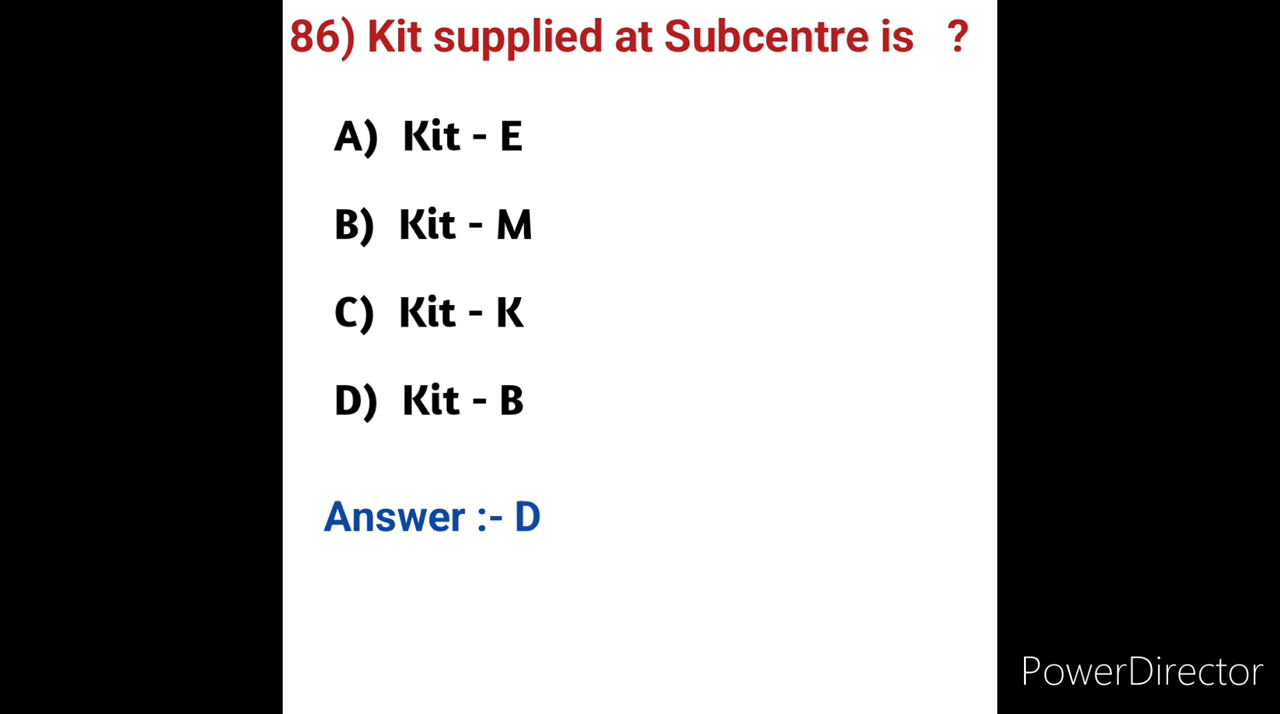 86) Kit supplied at Subcentre is ?
A) Kit - E
B) Kit - M
C) Kit - K
D) Kit - B
Answer :- D
PowerDirector